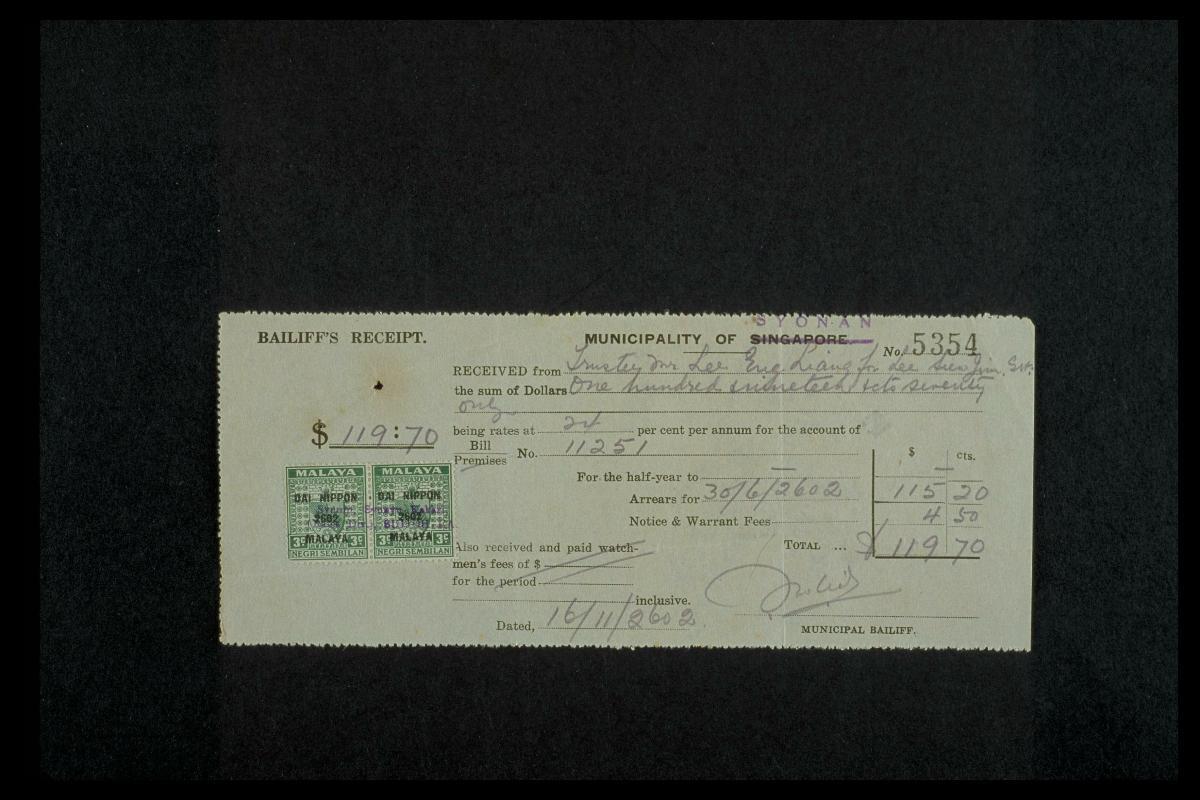 SYONAN
BAILIFF'S RECEIPT.
MUNICIPALITY OF SINGAPORE.
No. 5354
RECEIVED from Trustey Mr Lee Eng Liang for Lee
the sum of Dollars One hundred & nineteen & cts seventy
only
$ 119:70
being rates at 24 per cent per annum for the account of
Bill
Premises No. 11251
$ cts.
For the half-year to —
Arrears for 30/6/2602 115 20
Notice & Warrant Fees 4 50
TOTAL ... $ 119 70
MALAYA MALAYA
DAI NIPPON DAI NIPPON
2602 2602
MALAYA MALAYA
3c 3c 3c
NEGRI SEMBILAN NEGRI SEMBILAN
Also received and paid watch-
men's fees of $
for the period
inclusive.
Dated, 16/11/2602.
MUNICIPAL BAILIFF.